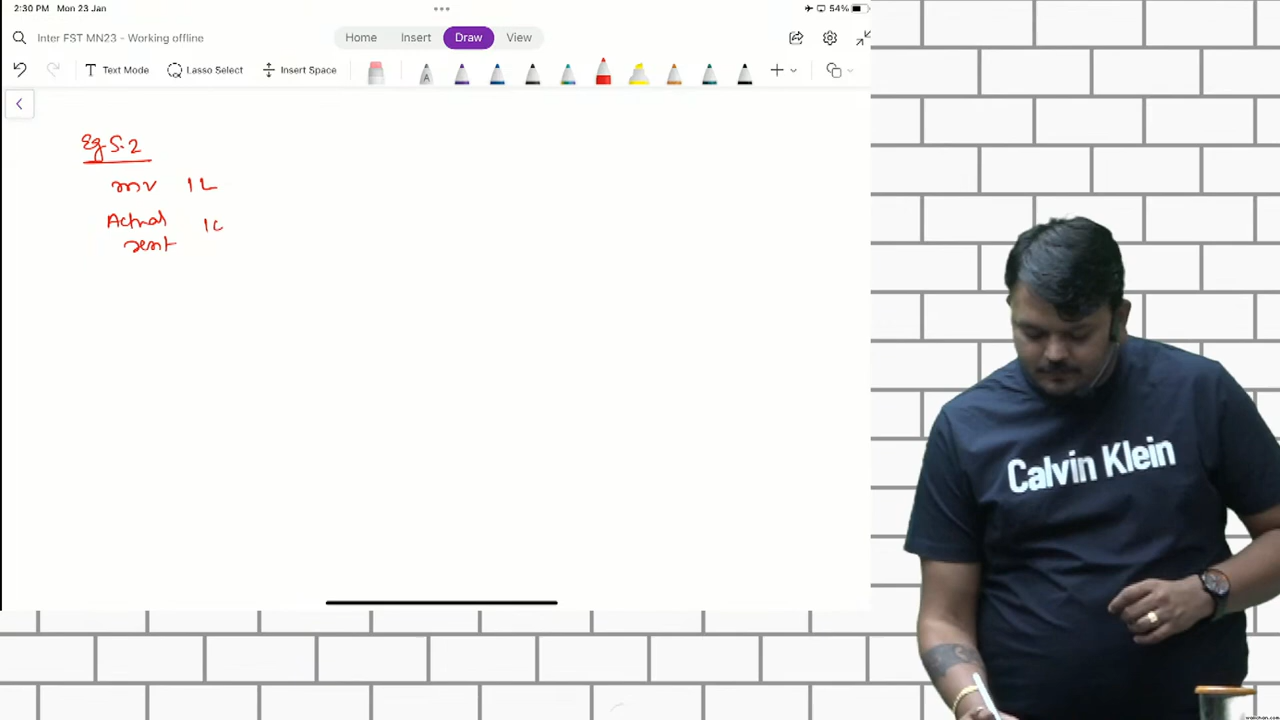 2:30 PM Mon 23 Jan
54%
Inter FST MN23 - Working offline
Home Insert Draw View
Text Mode Lasso Select Insert Space
Eg 5.2
mv 1L
Actual 1C
rent
Calvin Klein